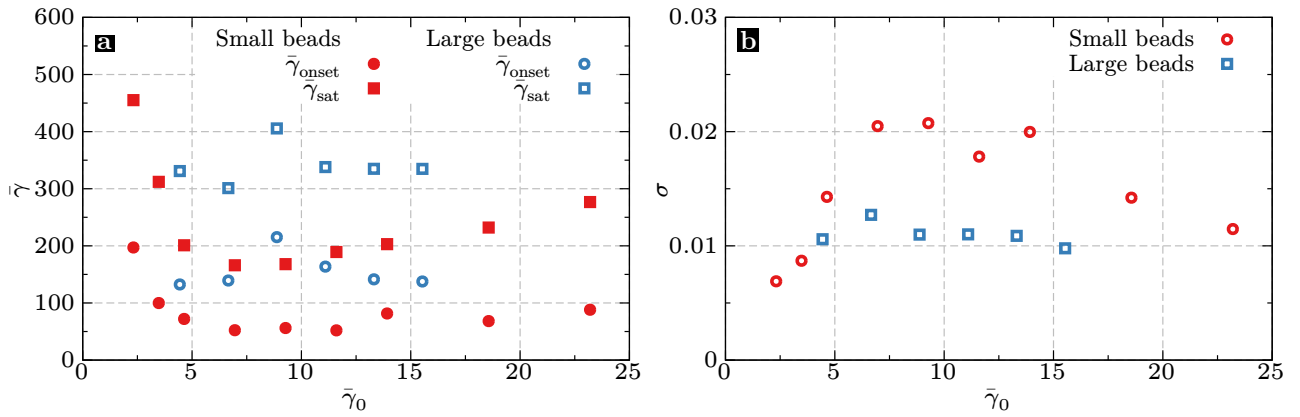 a
Small beads Large beads
γ̄onset γ̄onset
γ̄sat γ̄sat
600
500
400
300
200
100
0
γ̄
0 5 10 15 20 25
γ̄0
b
Small beads
Large beads
0.03
0.02
0.01
0
σ
0 5 10 15 20 25
γ̄0